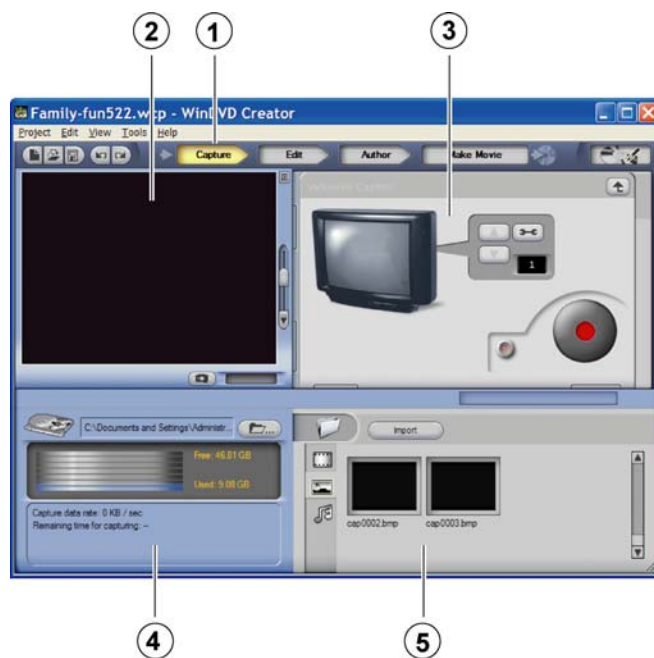 2 1 3
Family-fun522.wcp - WinDVD Creator
Project Edit View Tools Help
Capture Edit Author Make Movie
1
C:\Documents and Settings\Administr...
Free: 46.81 GB
Used: 9.08 GB
Capture data rate: 0 KB / sec
Remaining time for capturing: --
Import
cap0002.bmp cap0003.bmp
4 5